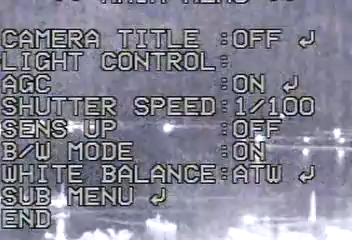 CAMERA TITLE :OFF ↲
LIGHT CONTROL:
AGC :ON ↲
SHUTTER SPEED:1/100
SENS UP :OFF
B/W MODE :ON
WHITE BALANCE:ATW ↲
SUB MENU ↲
END